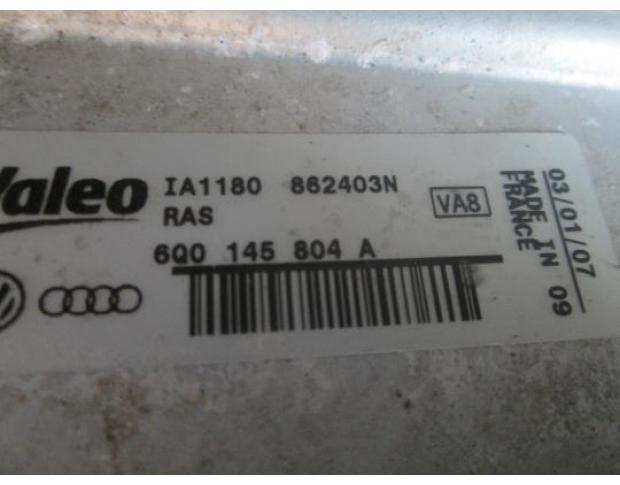 Valeo
IA1180 862403N
RAS
VA8
6Q0 145 804 A
03/01/07
MADE IN 09
FRANCE